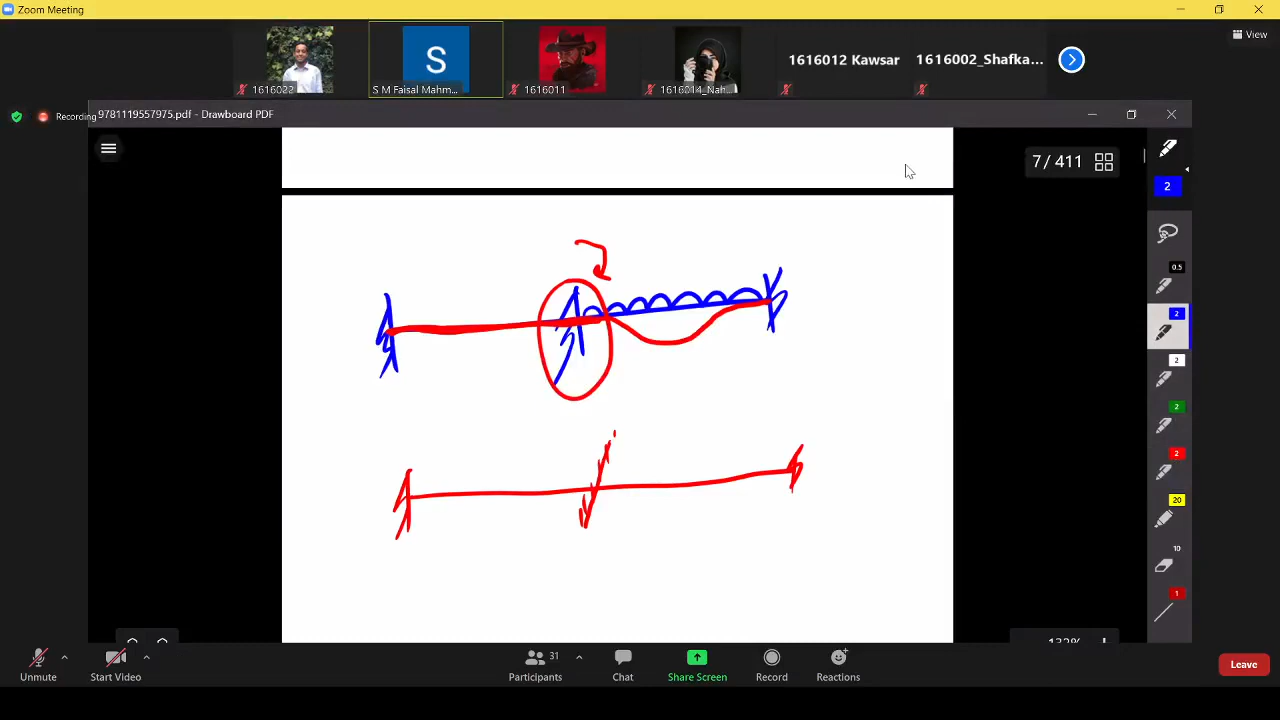 Zoom Meeting
View
S
1616012 Kawsar
1616002_Shafka...
1616022
S M Faisal Mahm...
1616011
1616014_Nah...
Recording
9781119557975.pdf - Drawboard PDF
7 / 411
2
0.5
2
2
2
2
20
10
1
132%
Unmute
Start Video
31
Participants
Chat
Share Screen
Record
Reactions
Leave